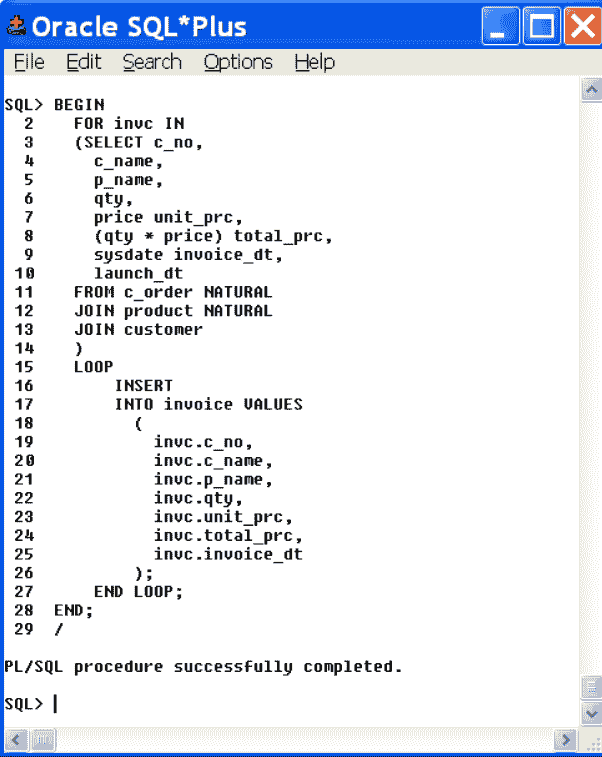 Oracle SQL*Plus
File Edit Search Options Help
SQL> BEGIN
2 FOR invc IN
3 (SELECT c_no,
4 c_name,
5 p_name,
6 qty,
7 price unit_prc,
8 (qty * price) total_prc,
9 sysdate invoice_dt,
10 launch_dt
11 FROM c_order NATURAL
12 JOIN product NATURAL
13 JOIN customer
14 )
15 LOOP
16 INSERT
17 INTO invoice VALUES
18 (
19 invc.c_no,
20 invc.c_name,
21 invc.p_name,
22 invc.qty,
23 invc.unit_prc,
24 invc.total_prc,
25 invc.invoice_dt
26 );
27 END LOOP;
28 END;
29 /
PL/SQL procedure successfully completed.
SQL>